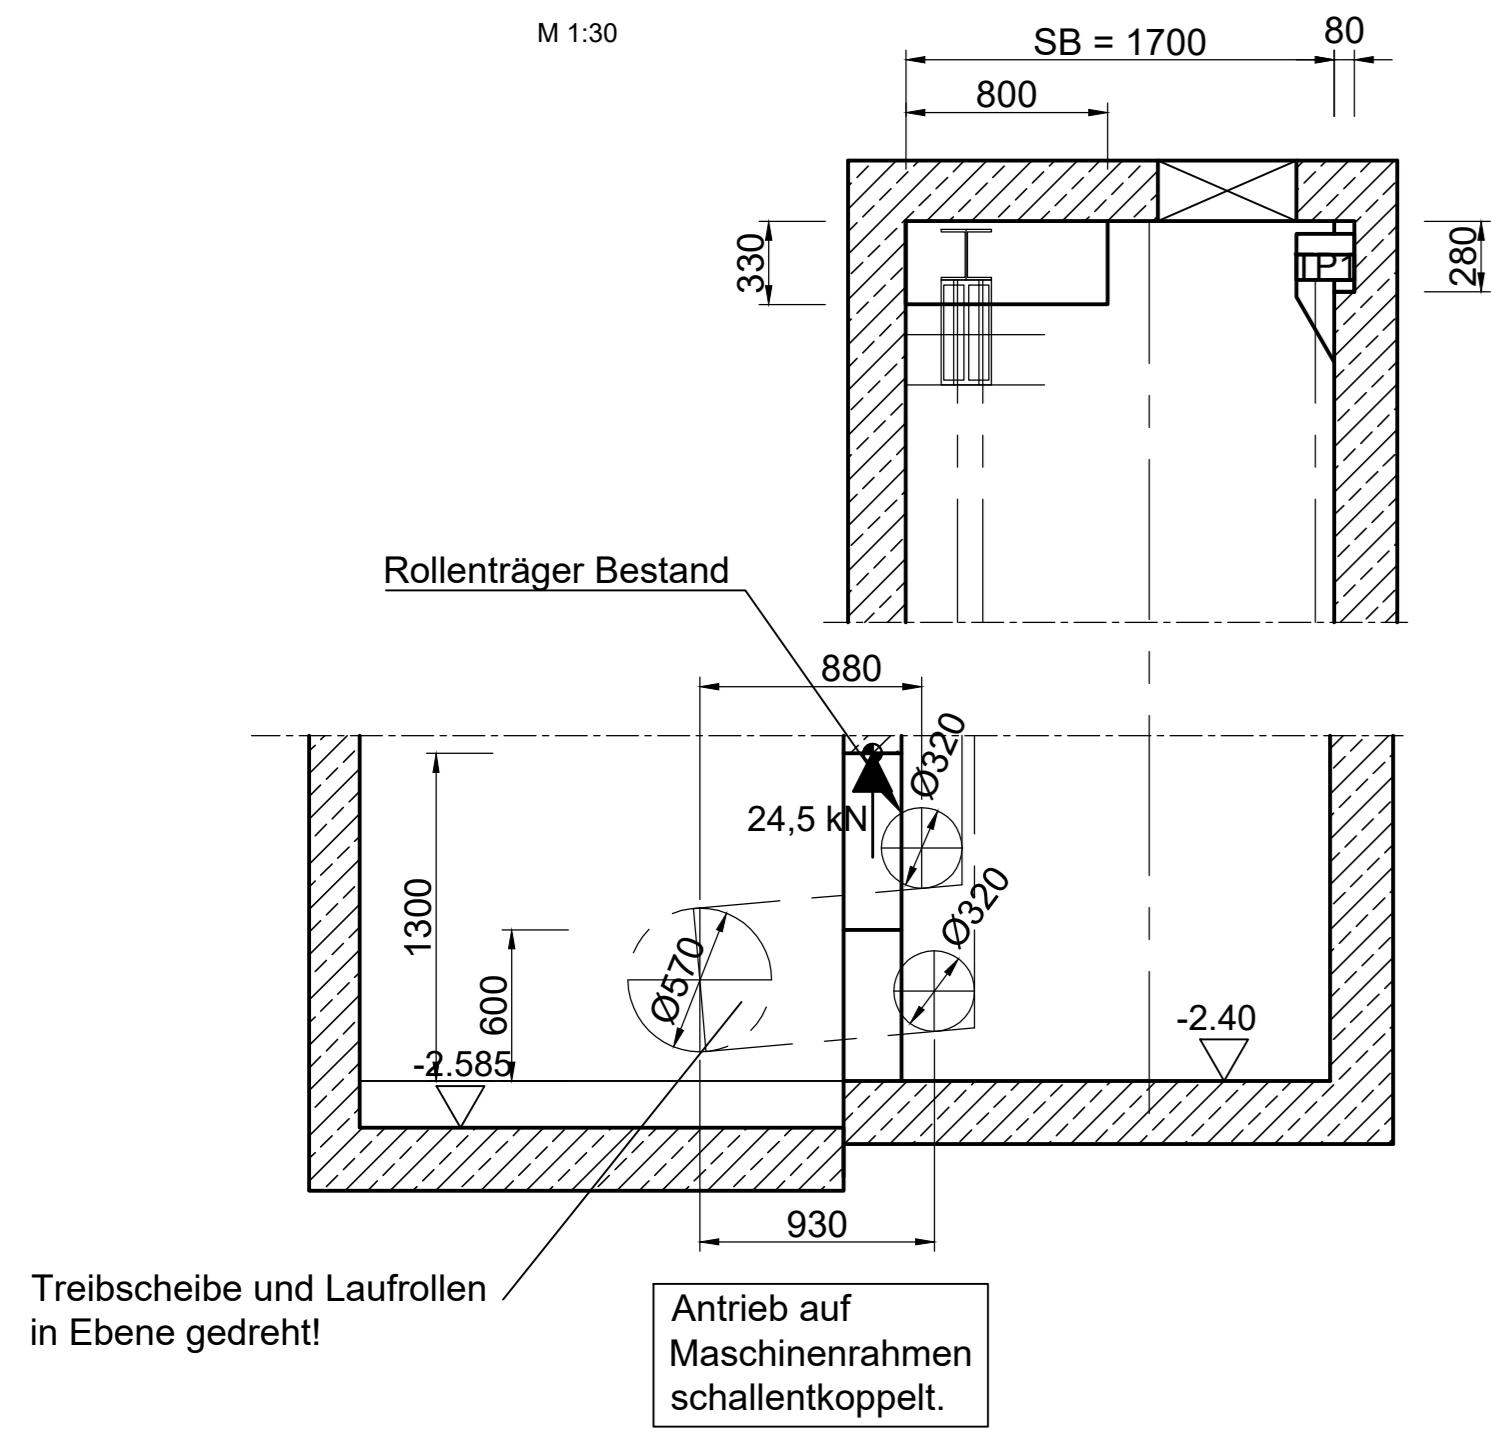 M 1:30
SB = 1700
80
800
330
280
P1
Rollenträger Bestand
880
Ø320
24,5 kN
1300
Ø320
Ø570
600
-2.40
-2.585
930
Treibscheibe und Laufrollen
in Ebene gedreht!
Antrieb auf
Maschinenrahmen
schallentkoppelt.